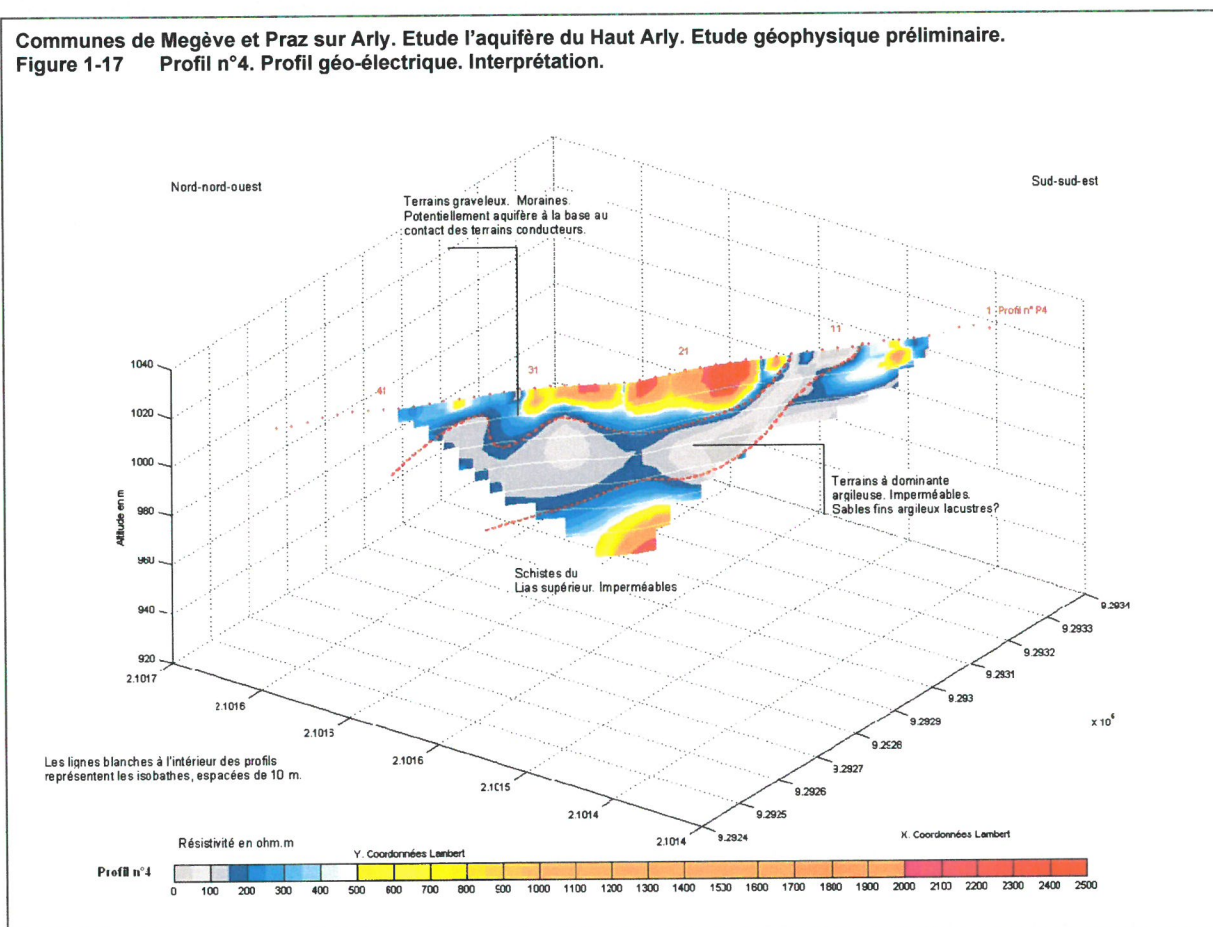 Communes de Megève et Praz sur Arly. Etude l'aquifère du Haut Arly. Etude géophysique préliminaire.
Figure 1-17 Profil n°4. Profil géo-électrique. Interprétation.
Nord-nord-ouest
Sud-sud-est
Terrains graveleux. Moraines.
Potentiellement aquifère à la base au
contact des terrains conducteurs.
1 Profil n° P4
11
21
31
41
1040
1020
1000
980
960
940
920
Altitude en m
Terrains à dominante
argileuse. Imperméables.
Sables fins argileux lacustres?
Schistes du
Lias supérieur. Imperméables
9.2934
9.2933
9.2932
9.2931
9.293
9.2929
9.2928
9.2927
9.2926
9.2925
9.2924
x 10⁶
2.1017
2.1016
2.1015
2.1016
2.1015
2.1014
2.1014
Les lignes blanches à l'intérieur des profils
représentent les isobathes, espacées de 10 m.
Résistivité en ohm.m
Y. Coordonnées Lambert
X. Coordonnées Lambert
Profil n°4
0 100 200 300 400 500 600 700 800 900 1000 1100 1200 1300 1400 1500 1600 1700 1800 1900 2000 2100 2200 2300 2400 2500